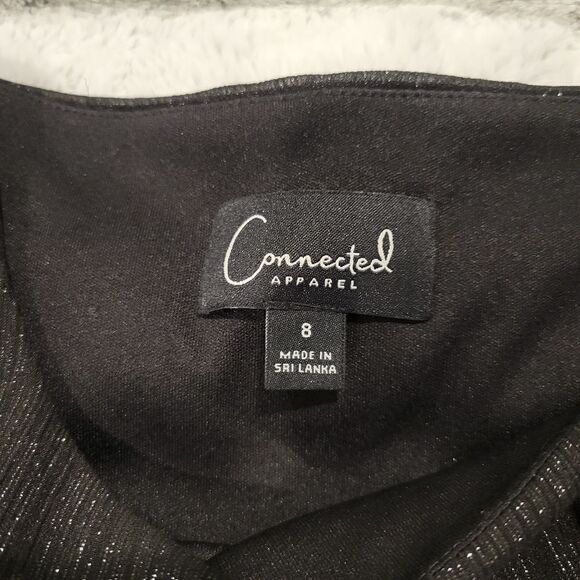 Connected
APPAREL
8
MADE IN
SRI LANKA